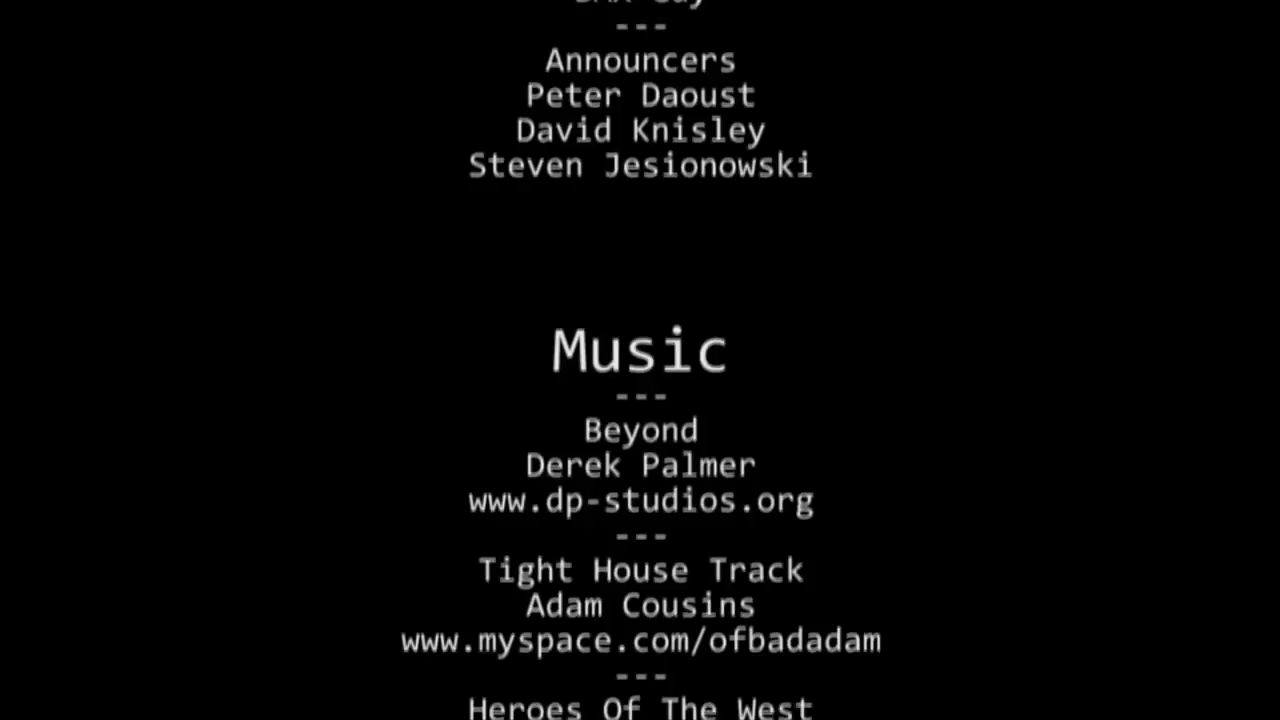 ---
Announcers
Peter Daoust
David Knisley
Steven Jesionowski
Music
---
Beyond
Derek Palmer
www.dp-studios.org
---
Tight House Track
Adam Cousins
www.myspace.com/ofbadadam
---
Heroes Of The West